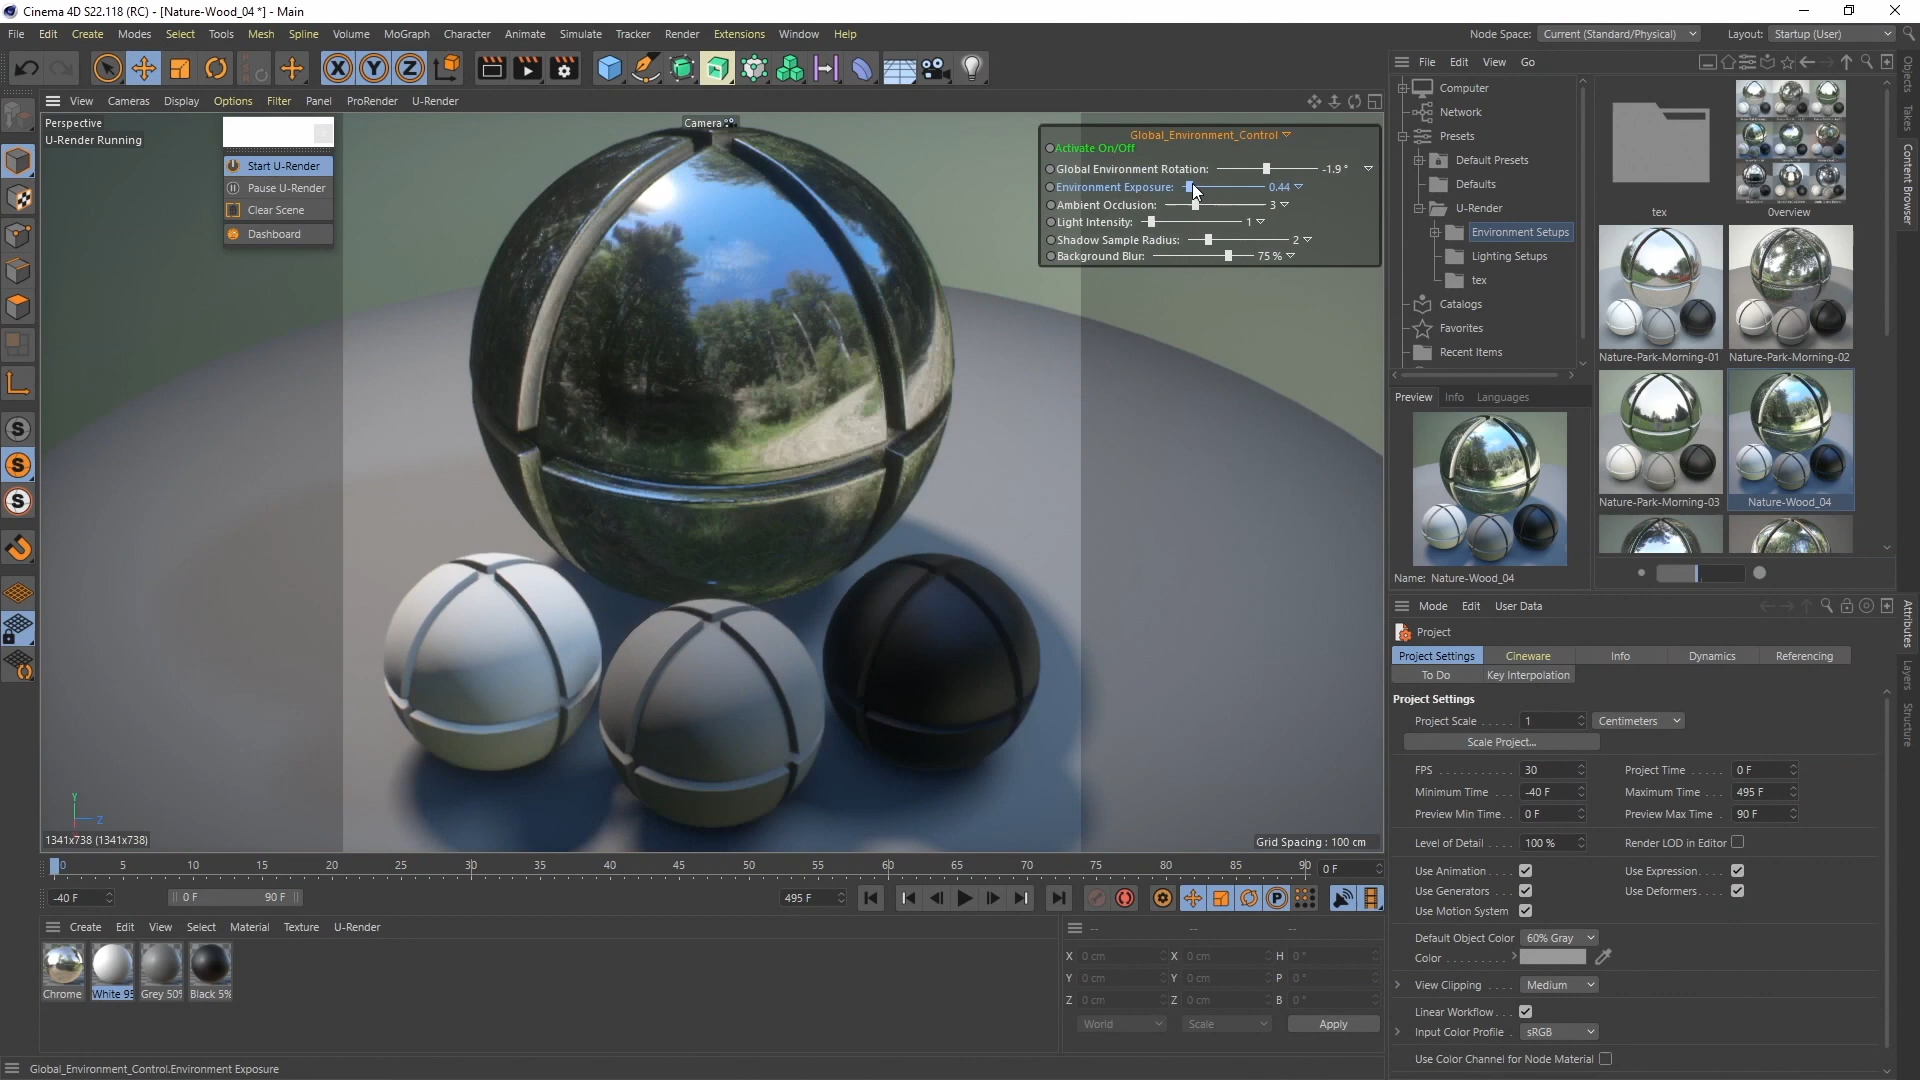 Cinema 4D S22.118 (RC) - [Nature-Wood_04 *] - Main
File Edit Create Modes Select Tools Mesh Spline Volume MoGraph Character Animate Simulate Tracker Render Extensions Window Help
Node Space: Current (Standard/Physical) Layout: Startup (User)
View Cameras Display Options Filter Panel ProRender U-Render
File Edit View Go
Perspective
U-Render Running
Camera
Start U-Render
Pause U-Render
Clear Scene
Dashboard
Global_Environment_Control
Activate On/Off
Global Environment Rotation: -1.9°
Environment Exposure: 0.44
Ambient Occlusion: 3
Light Intensity: 1
Shadow Sample Radius: 2
Background Blur: 75 %
Computer
Network
Presets
Default Presets
Defaults
U-Render
Environment Setups
Lighting Setups
tex
Catalogs
Favorites
Recent Items
tex
0verview
Nature-Park-Morning-01
Nature-Park-Morning-02
Nature-Park-Morning-03
Nature-Wood_04
Preview Info Languages
Name: Nature-Wood_04
Objects
Takes
Content Browser
Mode Edit User Data
Project
Project Settings Cineware Info Dynamics Referencing
To Do Key Interpolation
Project Settings
Project Scale . . . . . 1 Centimeters
Scale Project...
FPS . . . . . . . . . . . 30 Project Time . . . . . 0 F
Minimum Time . . . -40 F Maximum Time . . . 495 F
Preview Min Time . . 0 F Preview Max Time . 90 F
Level of Detail . . . . 100 % Render LOD in Editor
Use Animation . . . . Use Expression . . . .
Use Generators . . . Use Deformers . . . .
Use Motion System
Default Object Color 60% Gray
Color . . . . . . . . .
View Clipping . . . . Medium
Linear Workflow . . .
Input Color Profile . sRGB
Use Color Channel for Node Material
Attributes
Layers
Structure
Y
Z
1341x738 (1341x738)
Grid Spacing : 100 cm
0 5 10 15 20 25 30 35 40 45 50 55 60 65 70 75 80 85 90 0 F
-40 F 0 F 90 F 495 F
Create Edit View Select Material Texture U-Render
Chrome White 95 Grey 50% Black 5%
-- -- --
X 0 cm X 0 cm H 0 °
Y 0 cm Y 0 cm P 0 °
Z 0 cm Z 0 cm B 0 °
World Scale Apply
Global_Environment_Control.Environment Exposure